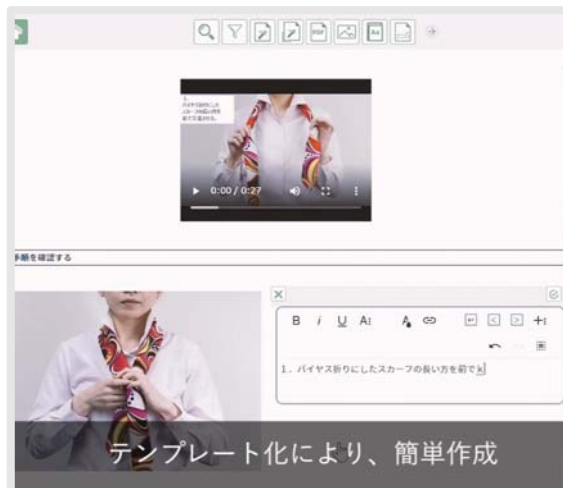 PDF
Aa
1.
バイヤス折りにした
スカーフの長い方を
前で交差させる。
0:00 / 0:27
手順を確認する
B i U A
A
1. バイヤス折りにしたスカーフの長い方を前でk
テンプレート化により、簡単作成